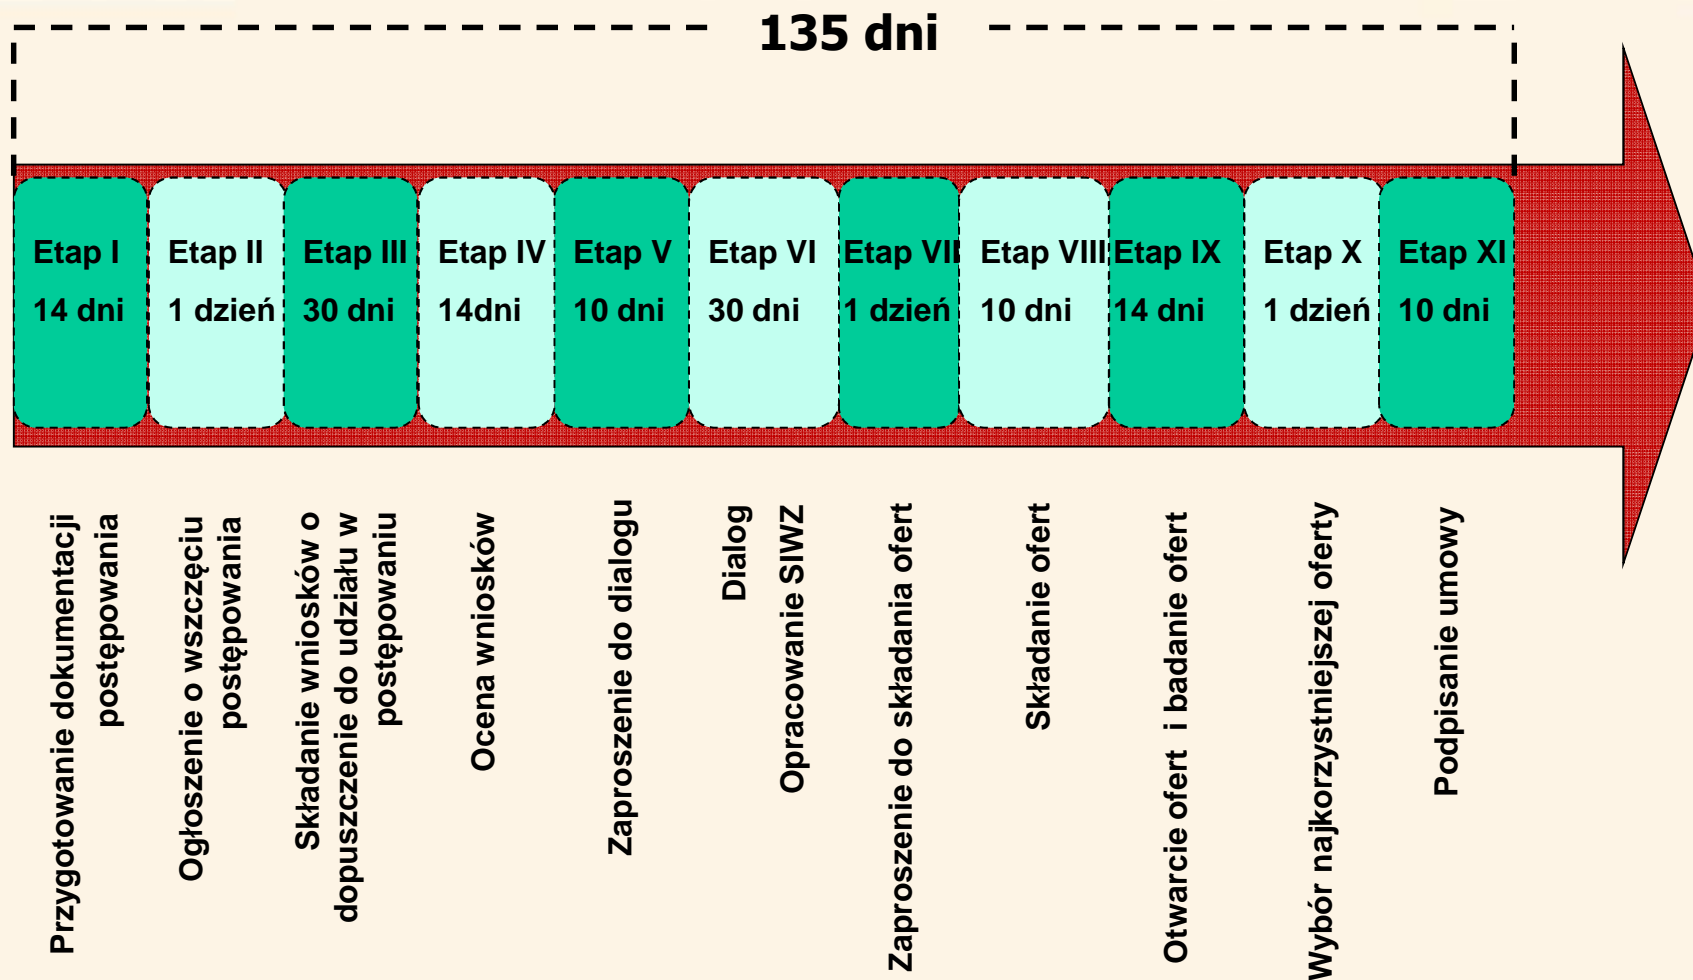 135 dni
Etap I
14 dni
Etap II
1 dzień
Etap III
30 dni
Etap IV
14dni
Etap V
10 dni
Etap VI
30 dni
Etap VII
1 dzień
Etap VIII
10 dni
Etap IX
14 dni
Etap X
1 dzień
Etap XI
10 dni
Przygotowanie dokumentacji
postępowania
Ogłoszenie o wszczęciu
postępowania
Składanie wniosków o
dopuszczenie do udziału w
postępowaniu
Ocena wniosków
Zaproszenie do dialogu
Dialog
Opracowanie SIWZ
Zaproszenie do składania ofert
Składanie ofert
Otwarcie ofert i badanie ofert
Wybór najkorzystniejszej oferty
Podpisanie umowy